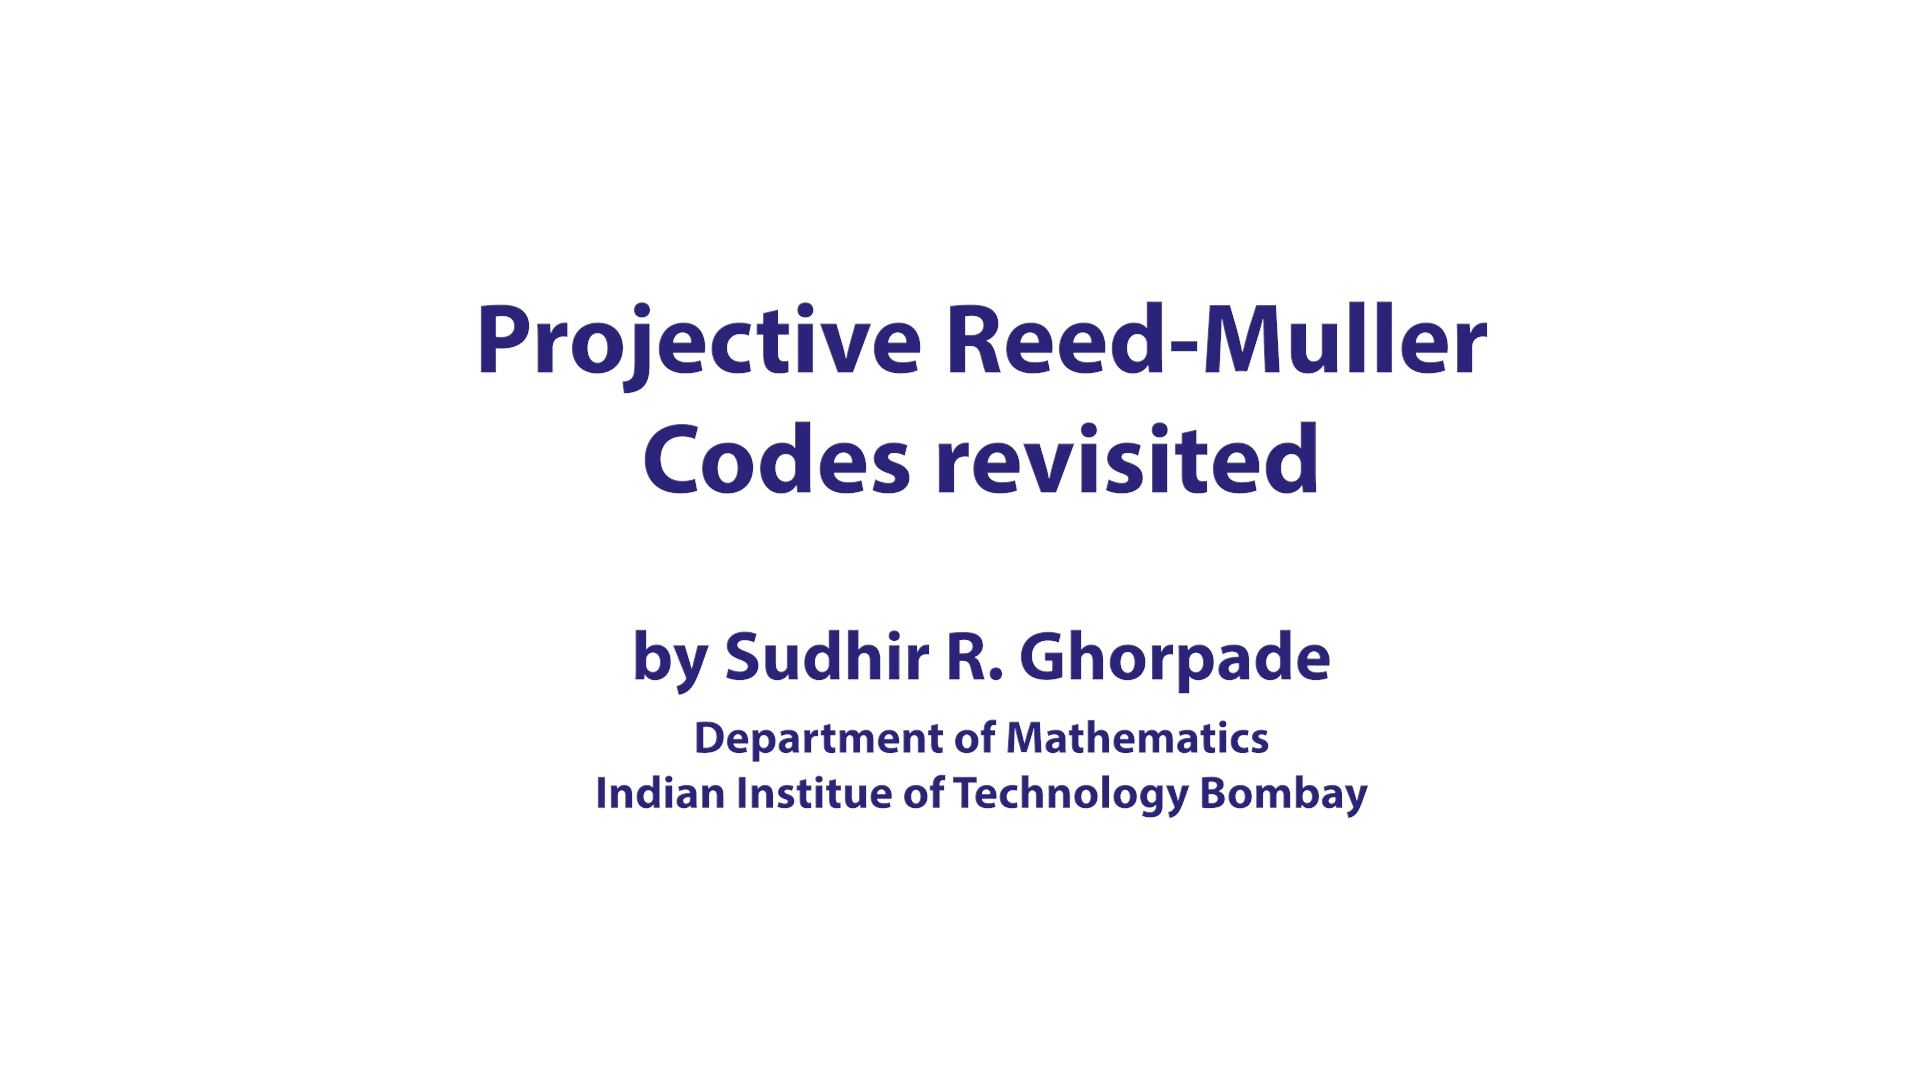 Projective Reed-Muller
Codes revisited
by Sudhir R. Ghorpade
Department of Mathematics
Indian Institue of Technology Bombay